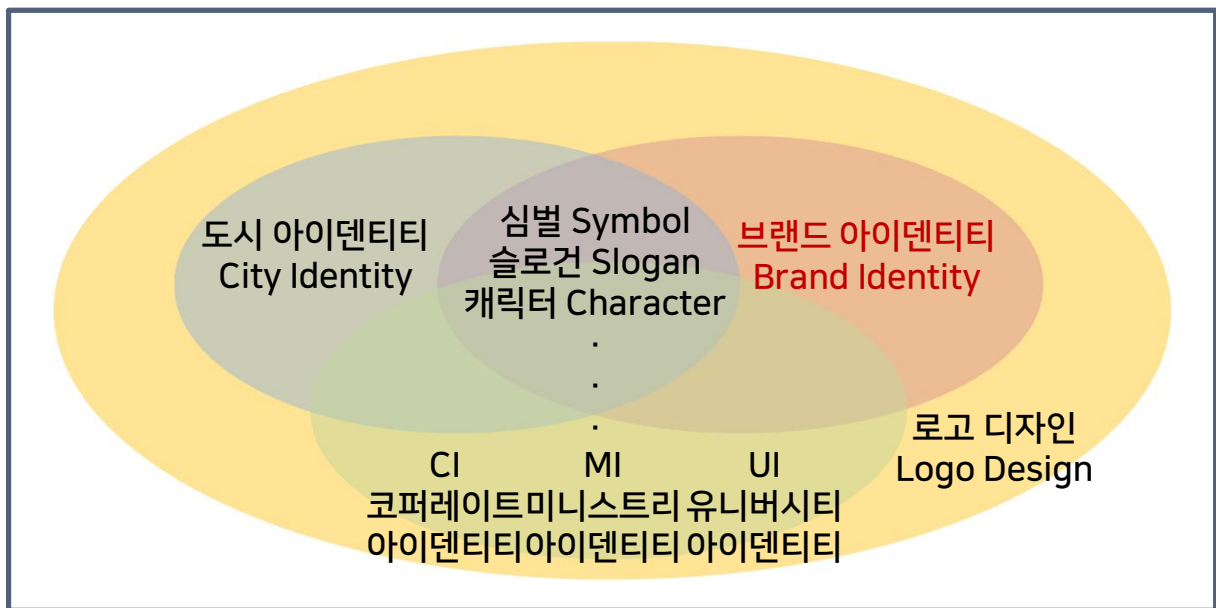 도시 아이덴티티
City Identity
심벌 Symbol
슬로건 Slogan
캐릭터 Character
.
.
.
브랜드 아이덴티티
Brand Identity
CI MI UI
코퍼레이트 미니스트리 유니버시티
아이덴티티 아이덴티티 아이덴티티
로고 디자인
Logo Design